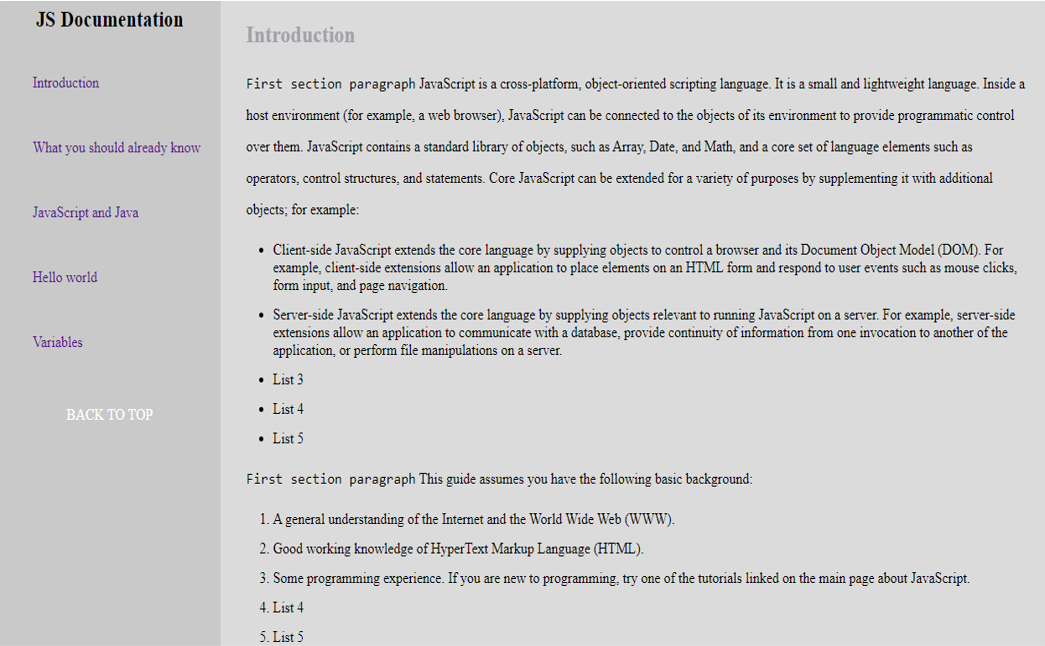 JS Documentation
Introduction
What you should already know
JavaScript and Java
Hello world
Variables
BACK TO TOP
Introduction
First section paragraph JavaScript is a cross-platform, object-oriented scripting language. It is a small and lightweight language. Inside a
host environment (for example, a web browser), JavaScript can be connected to the objects of its environment to provide programmatic control
over them. JavaScript contains a standard library of objects, such as Array, Date, and Math, and a core set of language elements such as
operators, control structures, and statements. Core JavaScript can be extended for a variety of purposes by supplementing it with additional
objects; for example:
• Client-side JavaScript extends the core language by supplying objects to control a browser and its Document Object Model (DOM). For
example, client-side extensions allow an application to place elements on an HTML form and respond to user events such as mouse clicks,
form input, and page navigation.
• Server-side JavaScript extends the core language by supplying objects relevant to running JavaScript on a server. For example, server-side
extensions allow an application to communicate with a database, provide continuity of information from one invocation to another of the
application, or perform file manipulations on a server.
• List 3
• List 4
• List 5
First section paragraph This guide assumes you have the following basic background:
1. A general understanding of the Internet and the World Wide Web (WWW).
2. Good working knowledge of HyperText Markup Language (HTML).
3. Some programming experience. If you are new to programming, try one of the tutorials linked on the main page about JavaScript.
4. List 4
5. List 5